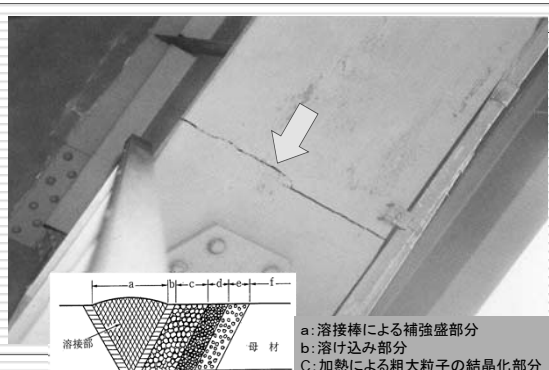 a b c d e f
溶接部
母 材
a:溶接棒による補強盛部分
b:溶け込み部分
C:加熱による粗大粒子の結晶化部分